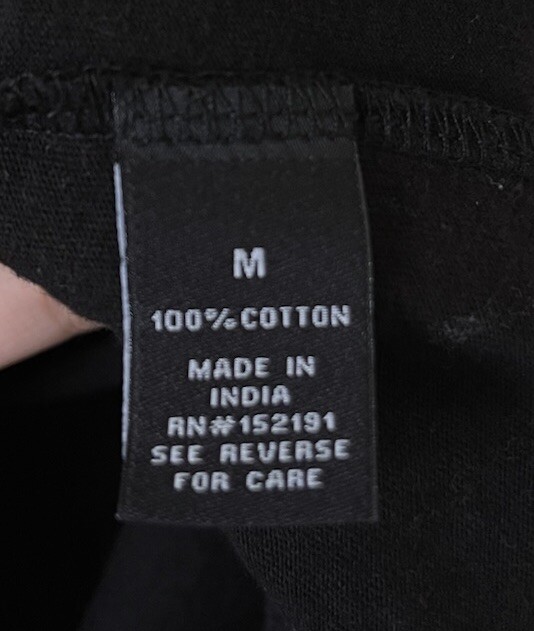 M
100% COTTON
MADE IN
INDIA
RN#152191
SEE REVERSE
FOR CARE